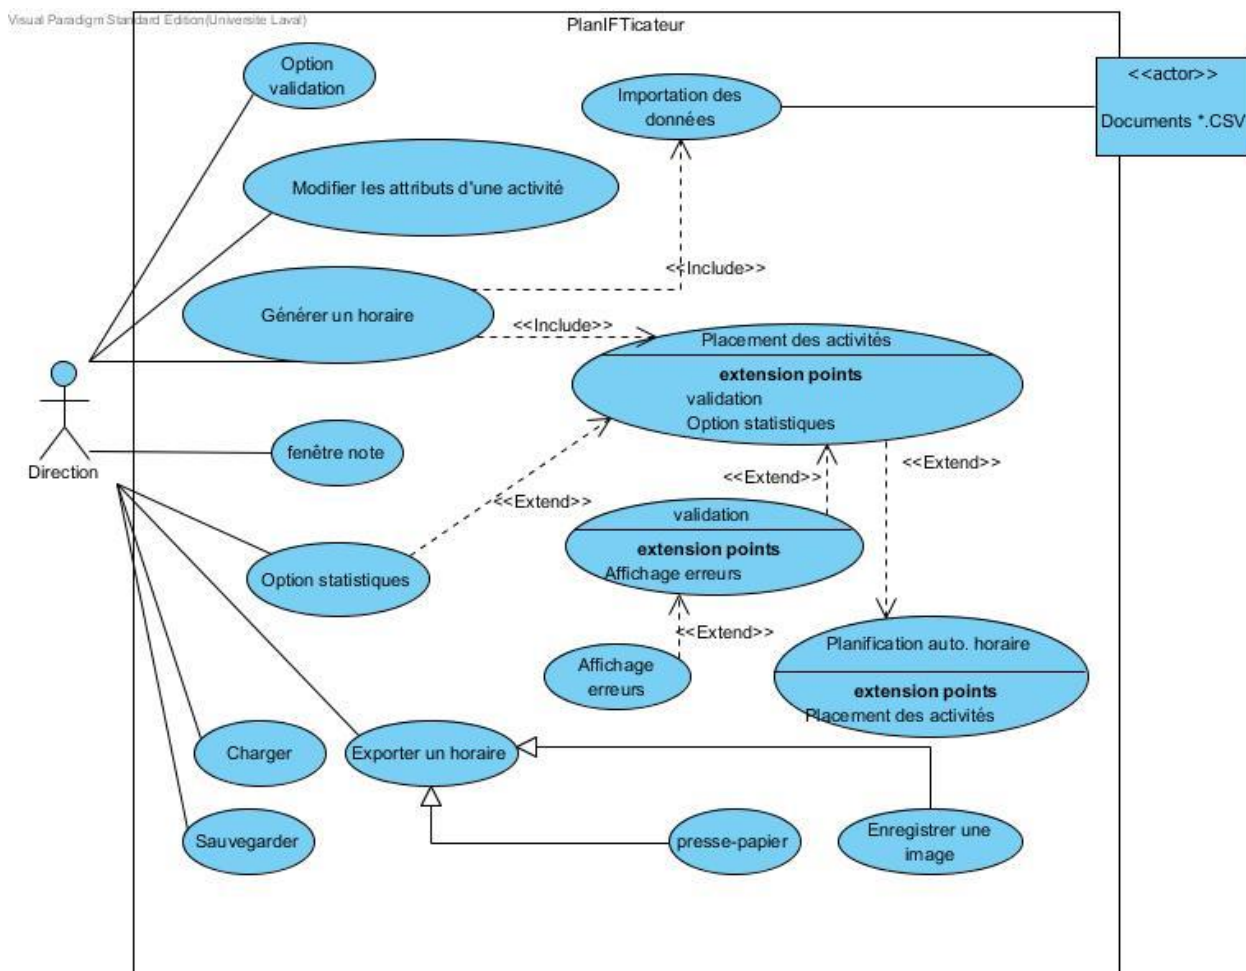 Visual Paradigm Standard Edition(Universite Laval)
PlanIFTicateur
Option
validation
Importation des
données
<<actor>>
Documents *.CSV
Modifier les attributs d'une activité
<<Include>>
Générer un horaire
<<Include>>
Placement des activités
extension points
validation
Option statistiques
Direction
fenêtre note
<<Extend>>
<<Extend>>
<<Extend>>
validation
extension points
Affichage erreurs
Option statistiques
<<Extend>>
Affichage
erreurs
Planification auto. horaire
extension points
Placement des activités
Charger
Exporter un horaire
Sauvegarder
presse-papier
Enregistrer une
image